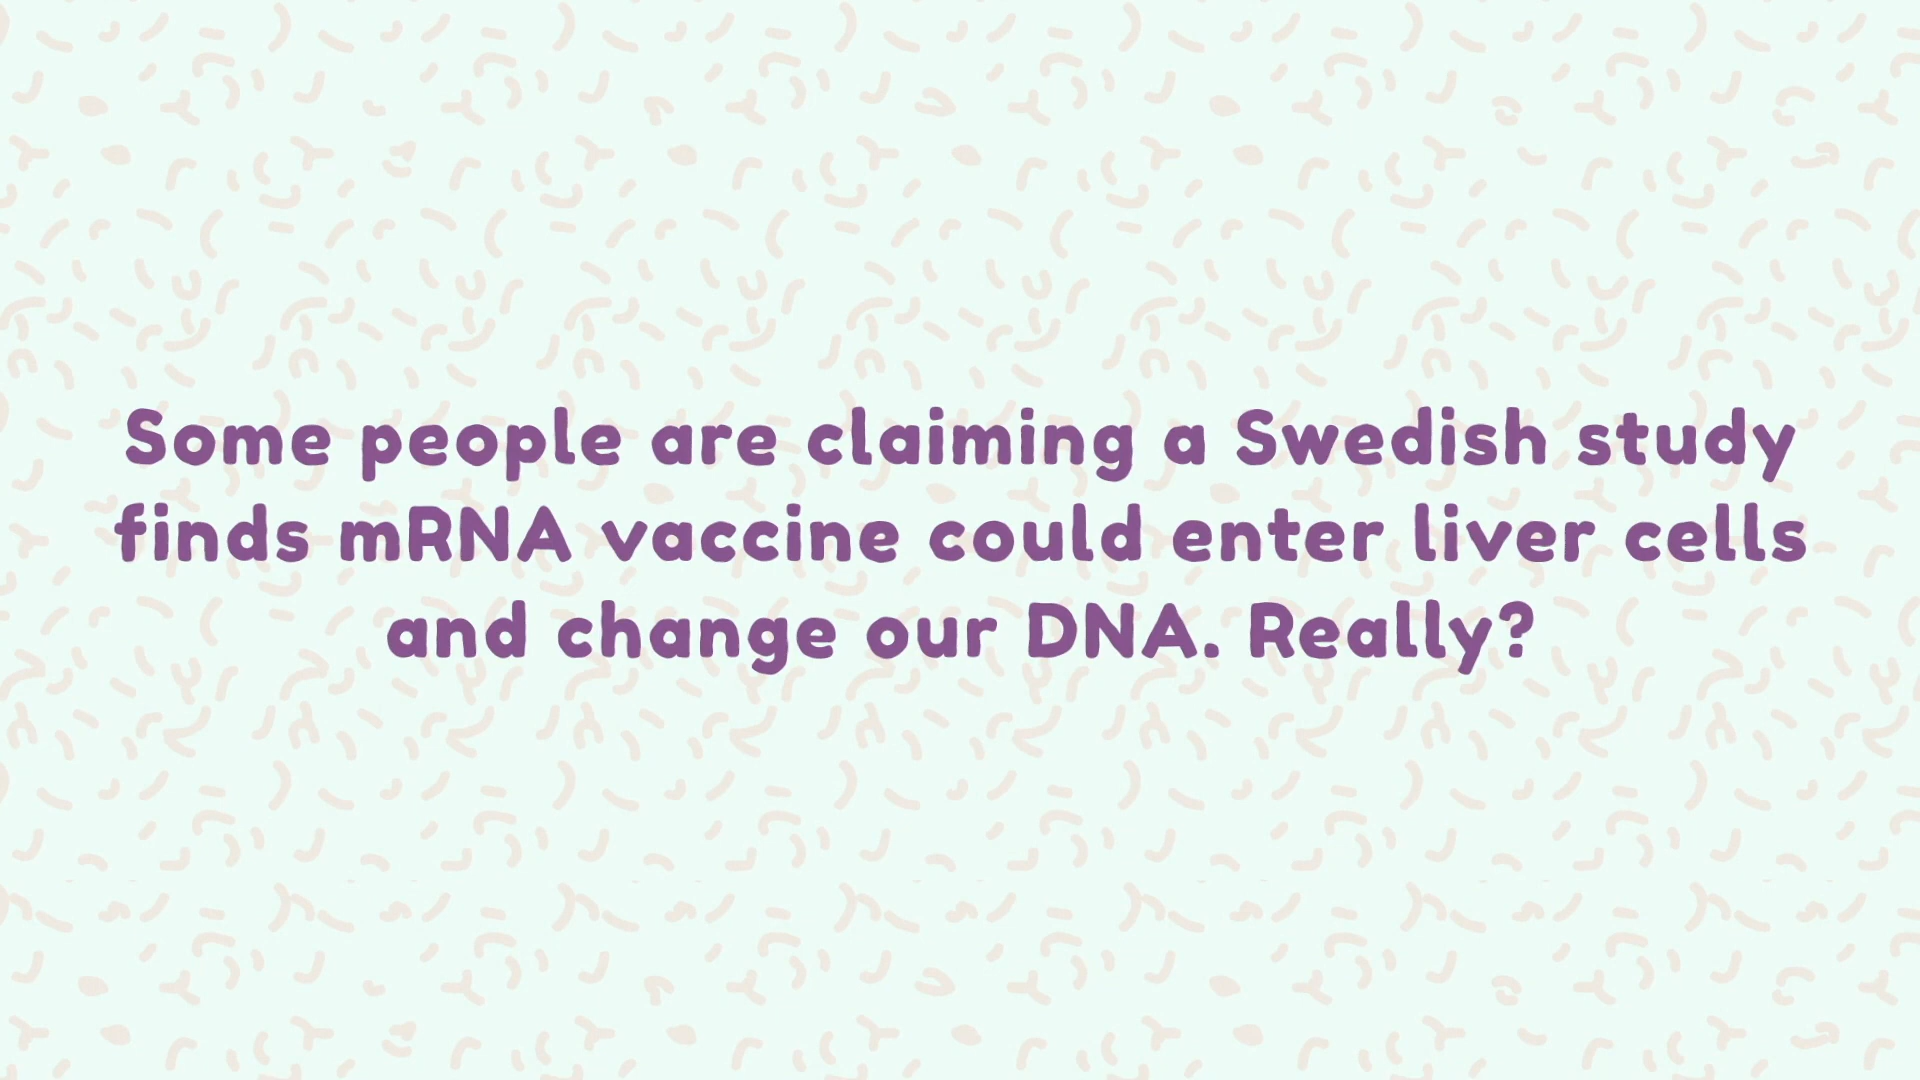 Some people are claiming a Swedish study
finds mRNA vaccine could enter liver cells
and change our DNA. Really?